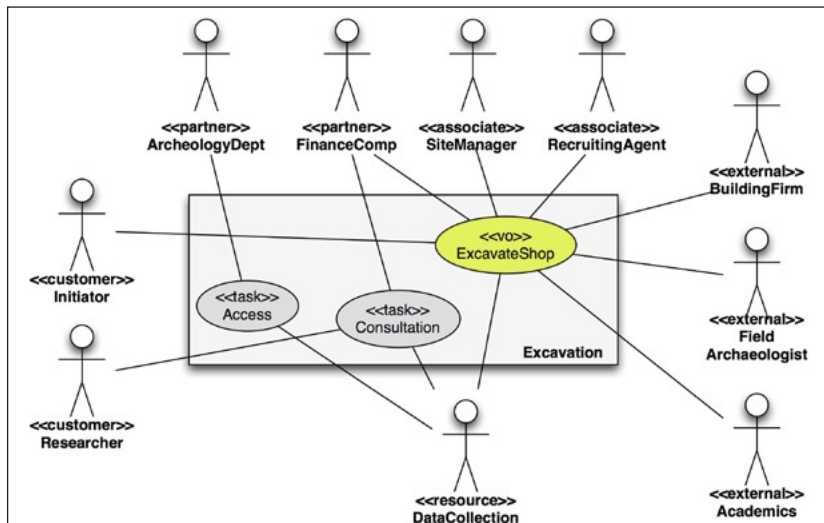 <<partner>>
ArcheologyDept
<<partner>>
FinanceComp
<<associate>>
SiteManager
<<associate>>
RecruitingAgent
<<external>>
BuildingFirm
<<customer>>
Initiator
<<vo>>
ExcavateShop
<<task>>
Access
<<task>>
Consultation
Excavation
<<external>>
Field
Archaeologist
<<customer>>
Researcher
<<resource>>
DataCollection
<<external>>
Academics